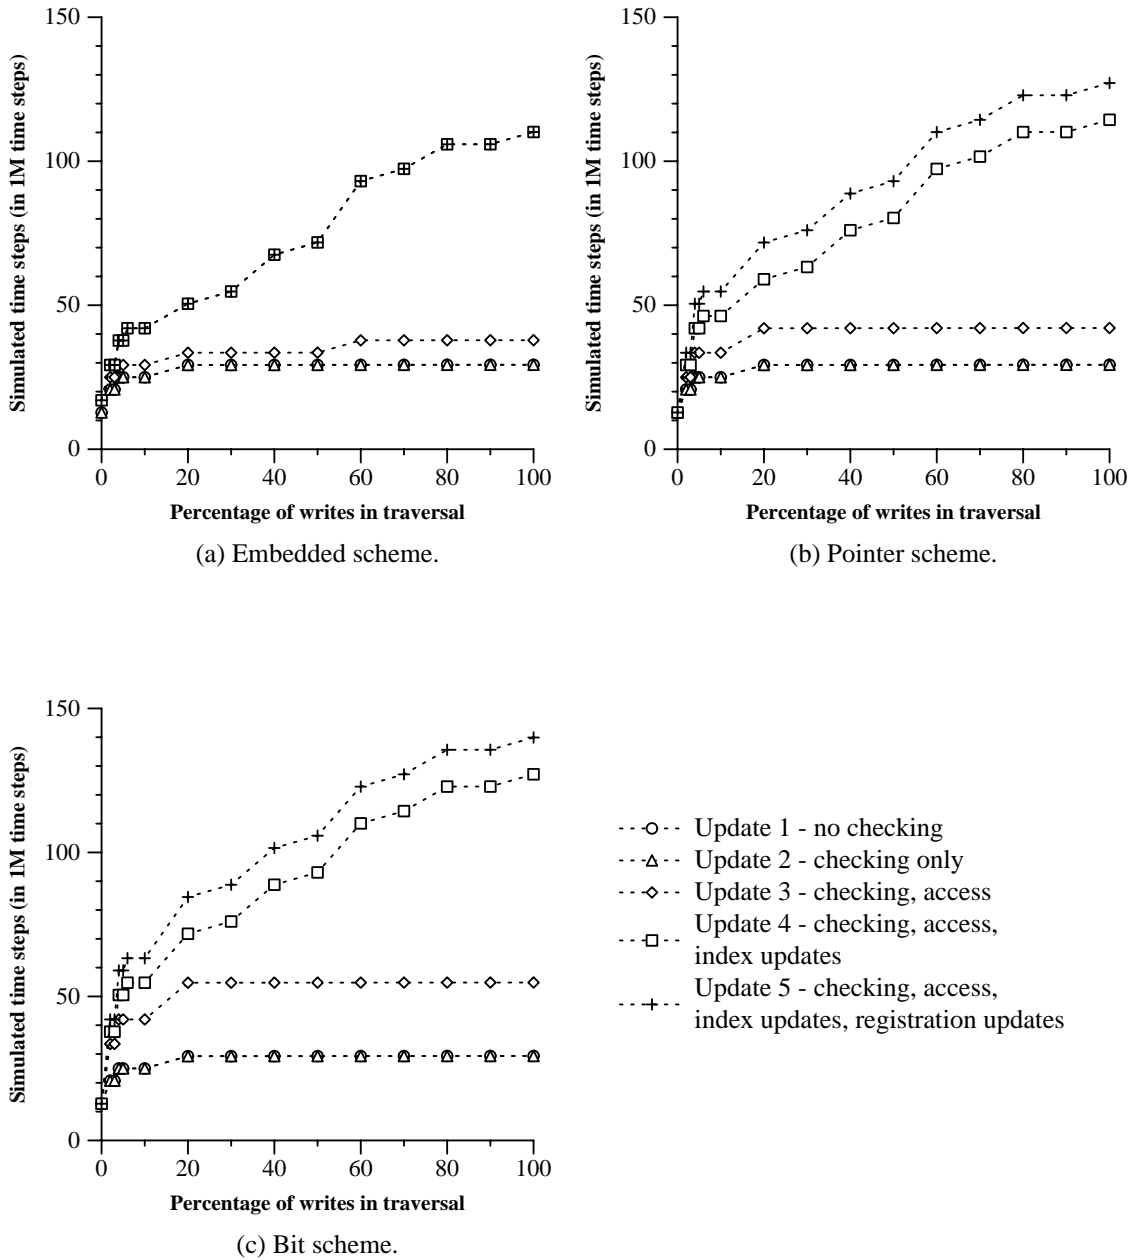 150
100
50
0
Simulated time steps (in 1M time steps)
0 20 40 60 80 100
Percentage of writes in traversal
(a) Embedded scheme.
150
100
50
0
Simulated time steps (in 1M time steps)
0 20 40 60 80 100
Percentage of writes in traversal
(b) Pointer scheme.
150
100
50
0
Simulated time steps (in 1M time steps)
0 20 40 60 80 100
Percentage of writes in traversal
(c) Bit scheme.
Update 1 - no checking
Update 2 - checking only
Update 3 - checking, access
Update 4 - checking, access,
index updates
Update 5 - checking, access,
index updates, registration updates